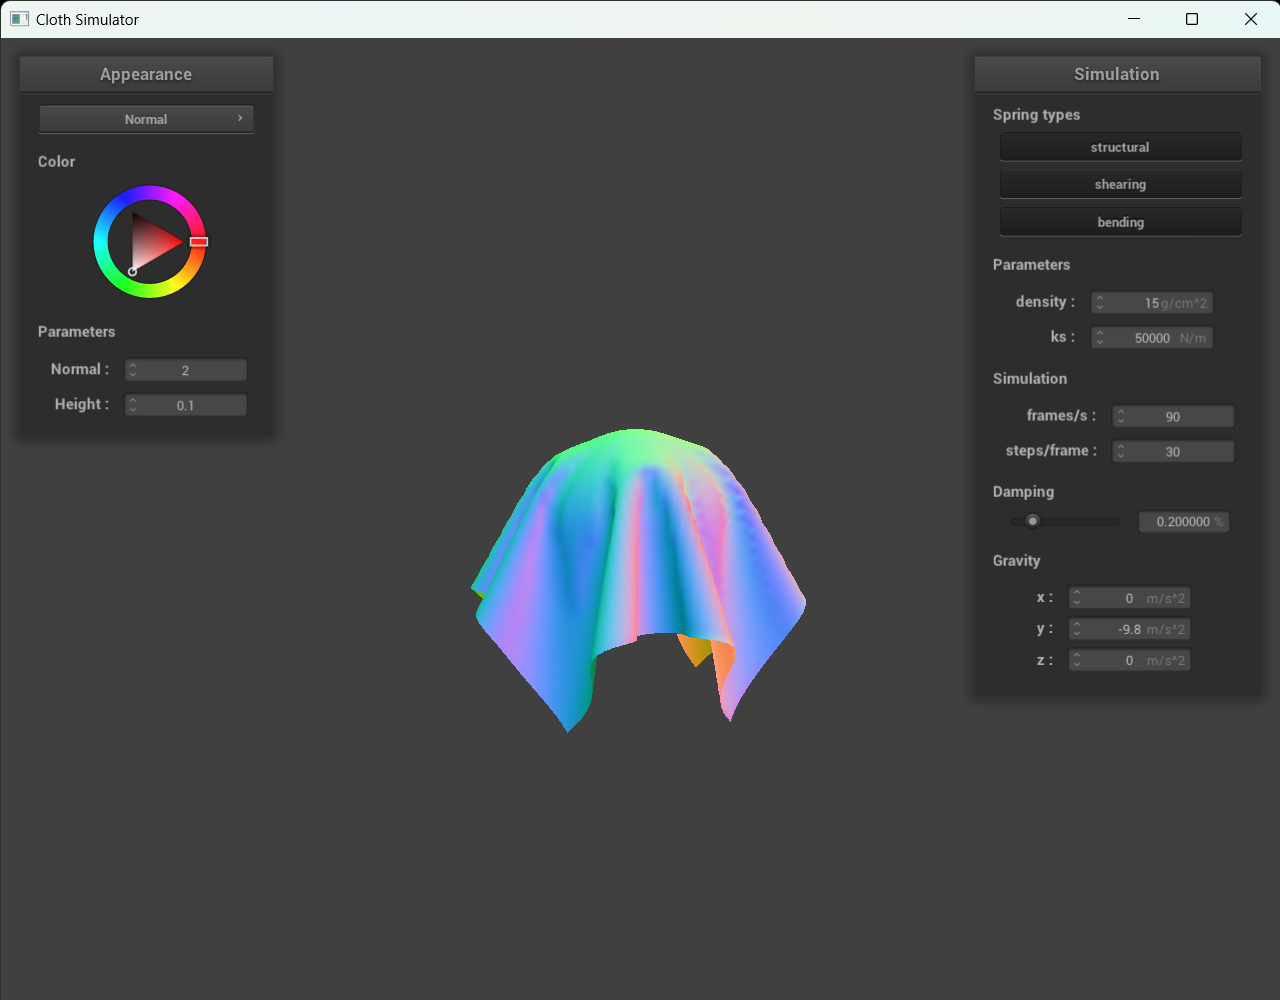 Cloth Simulator
Appearance
Normal
Color
Parameters
Normal : 2
Height : 0.1
Simulation
Spring types
structural
shearing
bending
Parameters
density : 15 g/cm^2
ks : 50000 N/m
Simulation
frames/s : 90
steps/frame : 30
Damping
0.200000 %
Gravity
x : 0 m/s^2
y : -9.8 m/s^2
z : 0 m/s^2